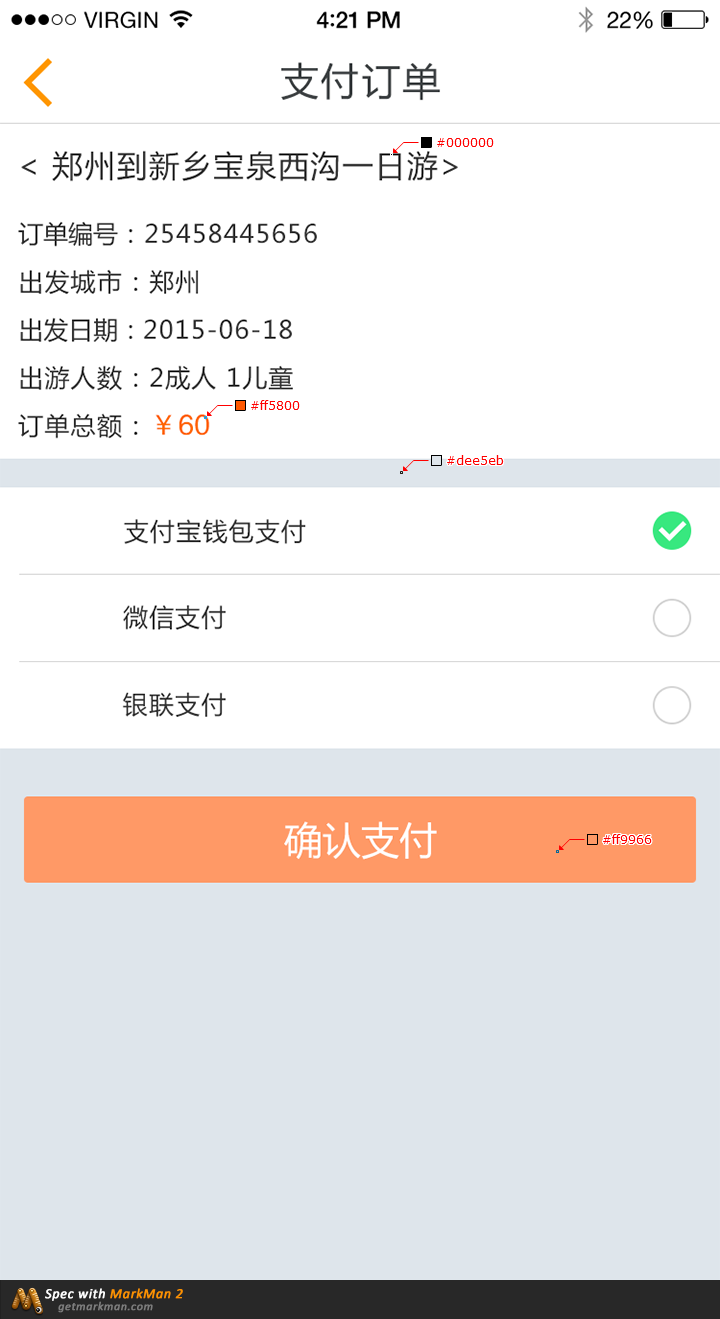 VIRGIN 4:21 PM 22%
支付订单
#000000
< 郑州到新乡宝泉西沟一日游>
订单编号：25458445656
出发城市：郑州
出发日期：2015-06-18
出游人数：2成人 1儿童
#ff5800
订单总额：￥60
#dee5eb
支付宝钱包支付
微信支付
银联支付
确认支付
#ff9966
Spec with MarkMan 2
getmarkman.com